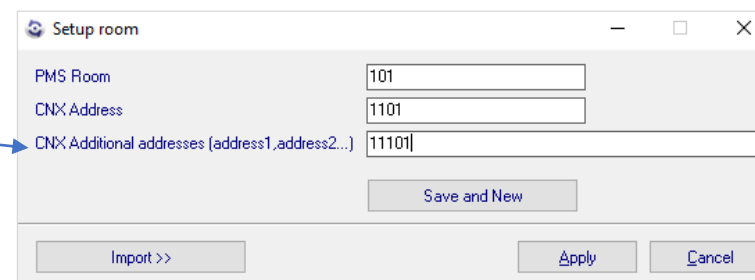 Setup room
PMS Room 101
CNX Address 1101
CNX Additional addresses (address1,address2...) 11101
Save and New
Import >> Apply Cancel